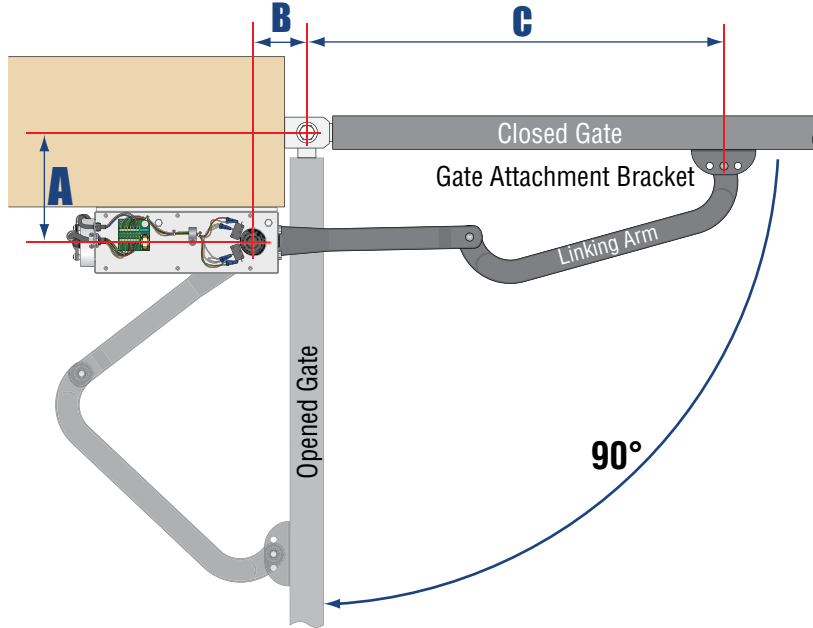 B
C
Closed Gate
A
Gate Attachment Bracket
Linking Arm
Opened Gate
90°